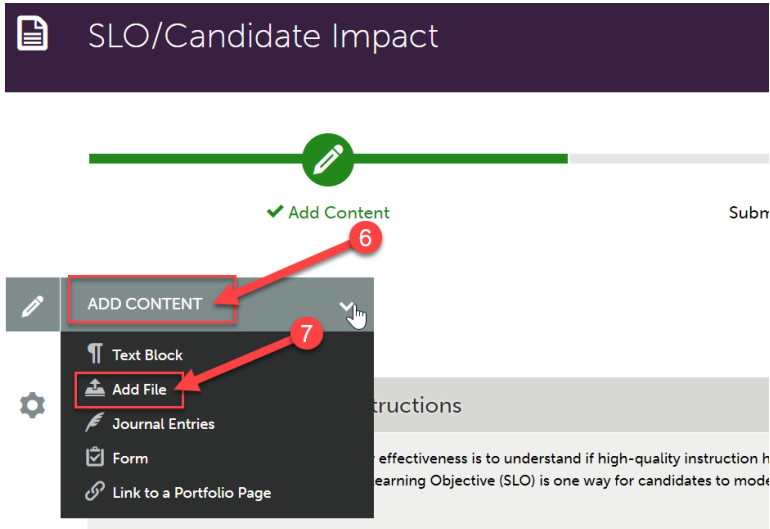 SLO/Candidate Impact
Add Content
Subm
6
ADD CONTENT
7
Text Block
Add File
tructions
Journal Entries
Form
effectiveness is to understand if high-quality instruction h
earning Objective (SLO) is one way for candidates to mode
Link to a Portfolio Page